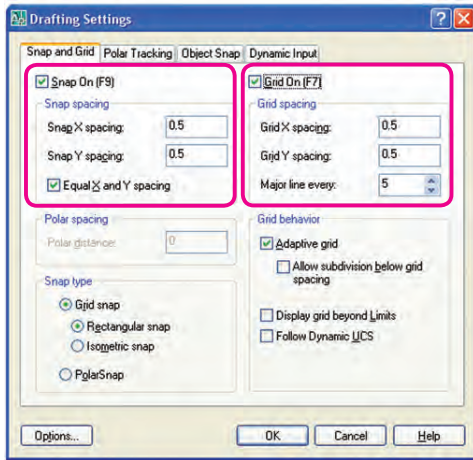 Drafting Settings
Snap and Grid
Polar Tracking
Object Snap
Dynamic Input
Snap On (F9)
Snap spacing
Snap X spacing: 0.5
Snap Y spacing: 0.5
Equal X and Y spacing
Polar spacing
Polar distance: 0
Snap type
Grid snap
Rectangular snap
Isometric snap
PolarSnap
Grid On (F7)
Grid spacing
Grid X spacing: 0.5
Grid Y spacing: 0.5
Major line every: 5
Grid behavior
Adaptive grid
Allow subdivision below grid
spacing
Display grid beyond Limits
Follow Dynamic UCS
Options...
OK
Cancel
Help